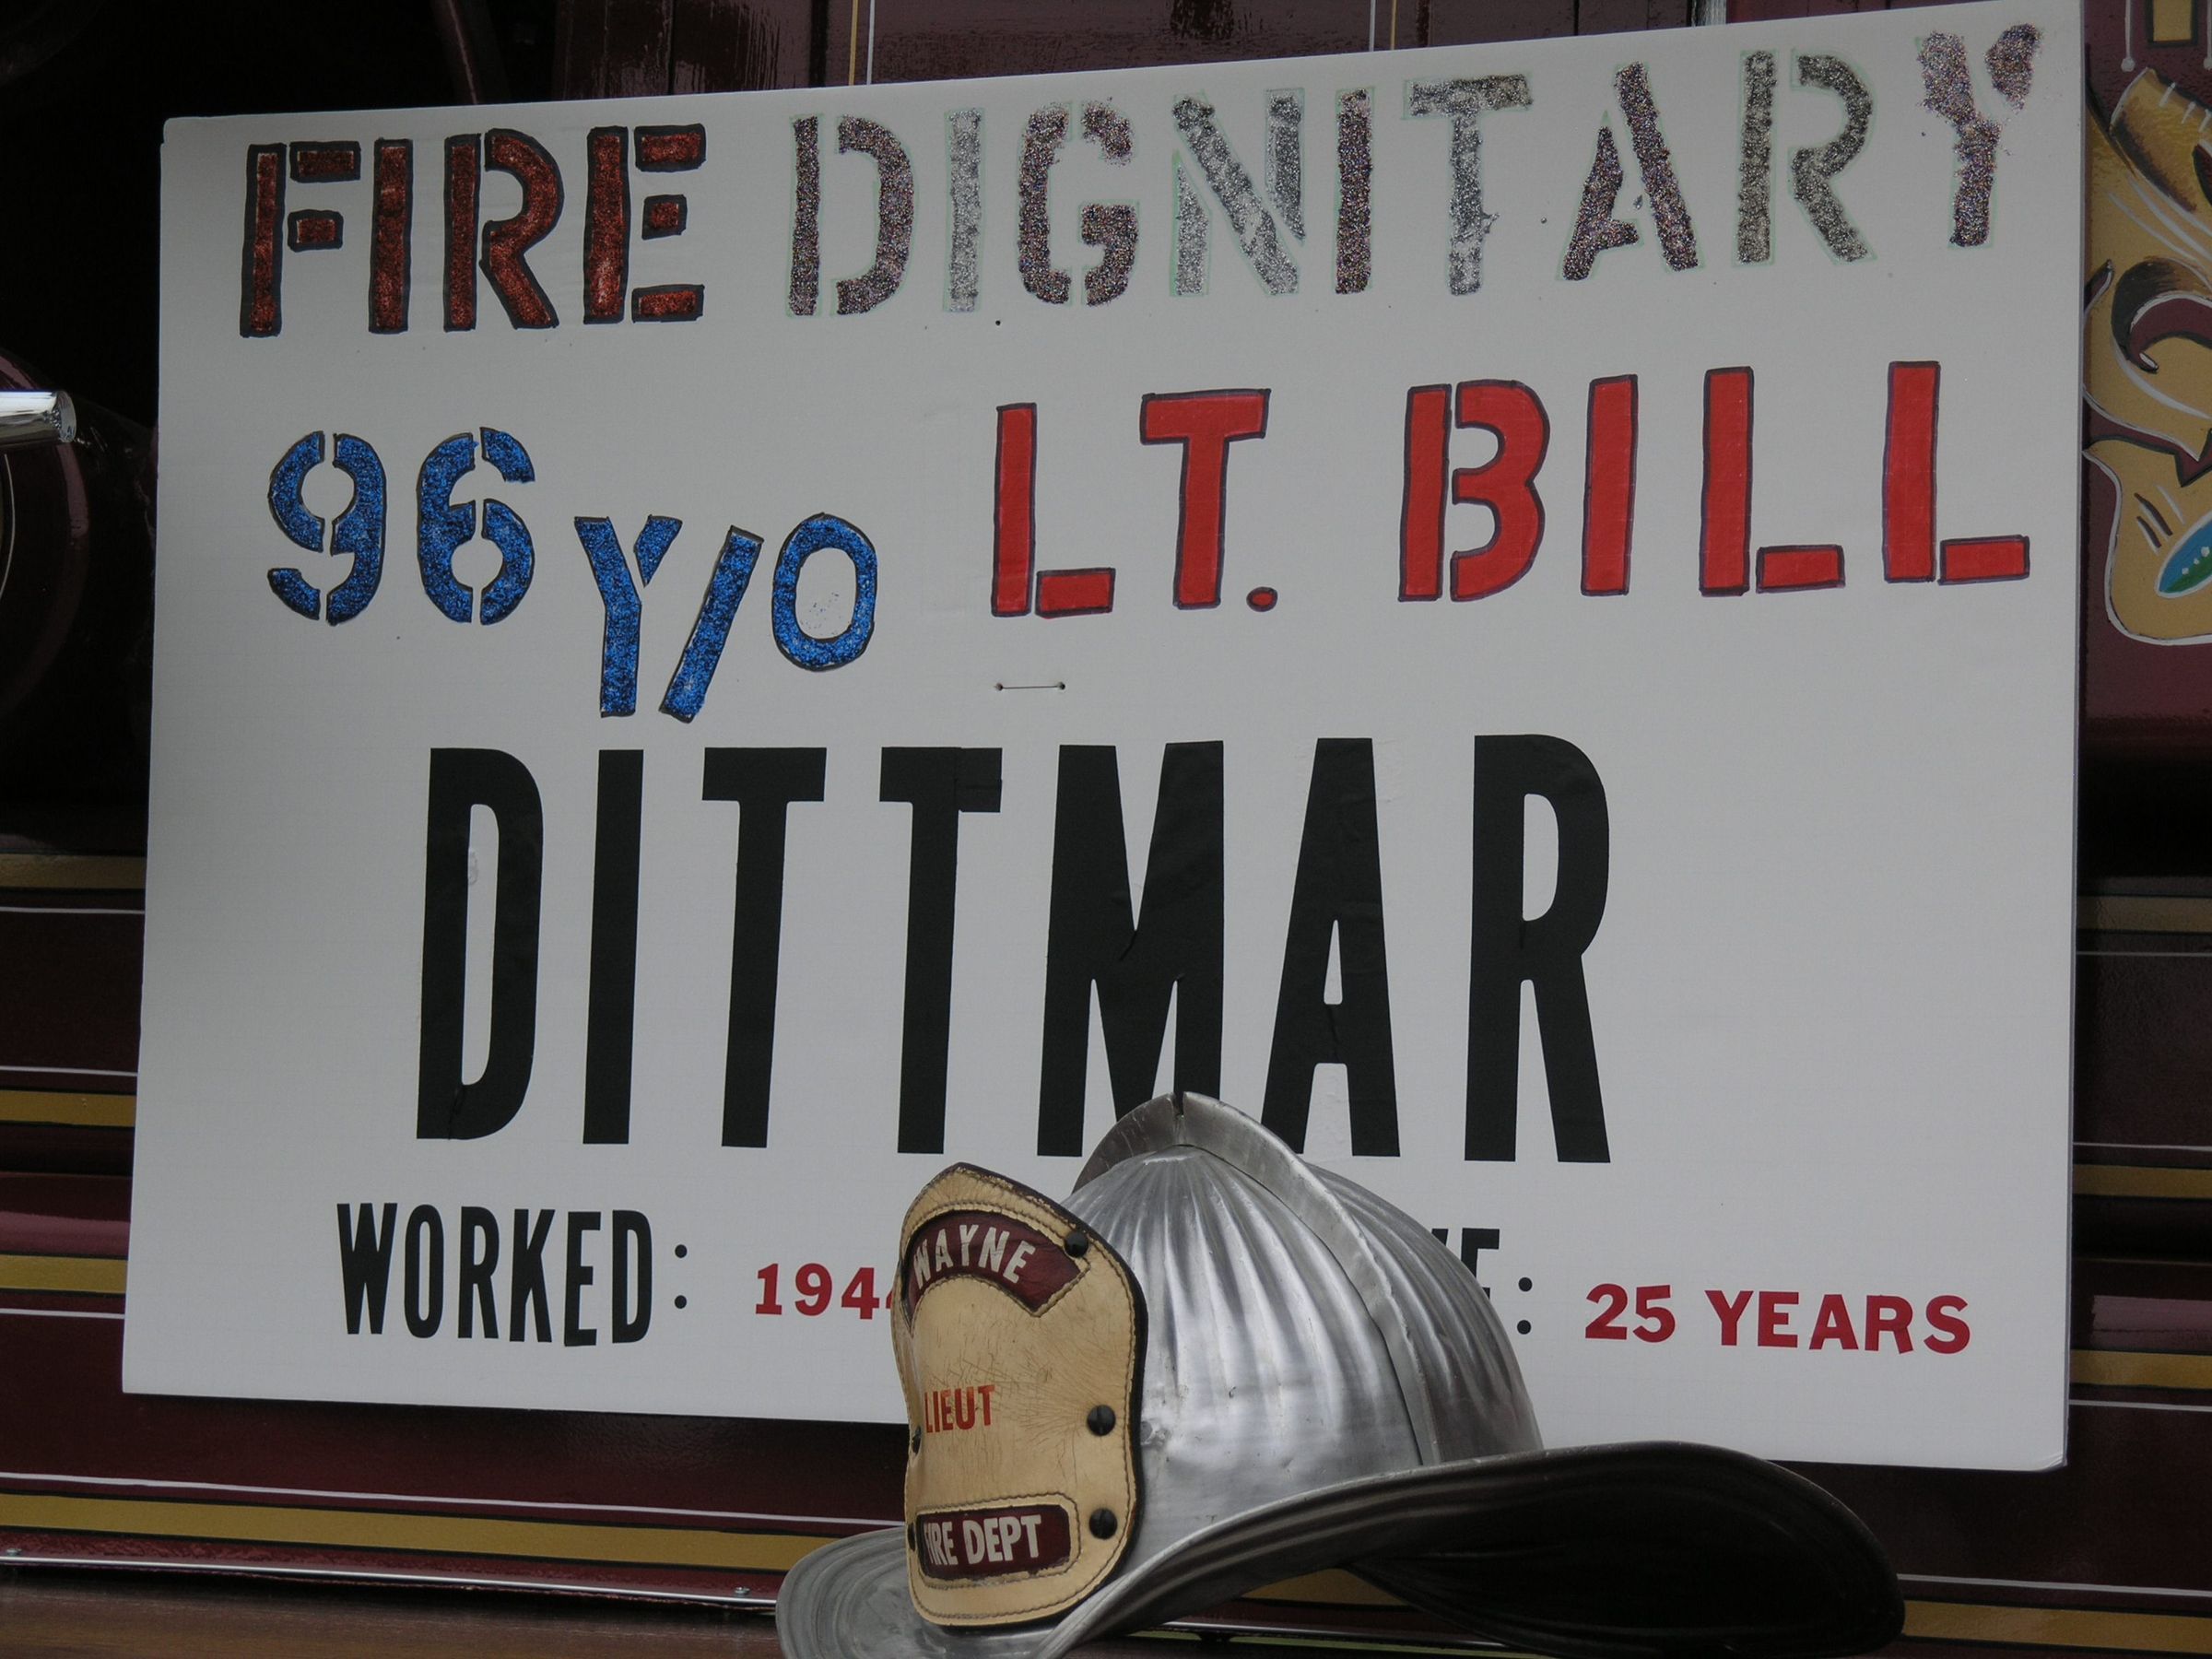 FIRE DIGNITARY
96 Y/O LT. BILL
DITTMAR
WORKED: 25 YEARS
WAYNE
LIEUT
FIRE DEPT